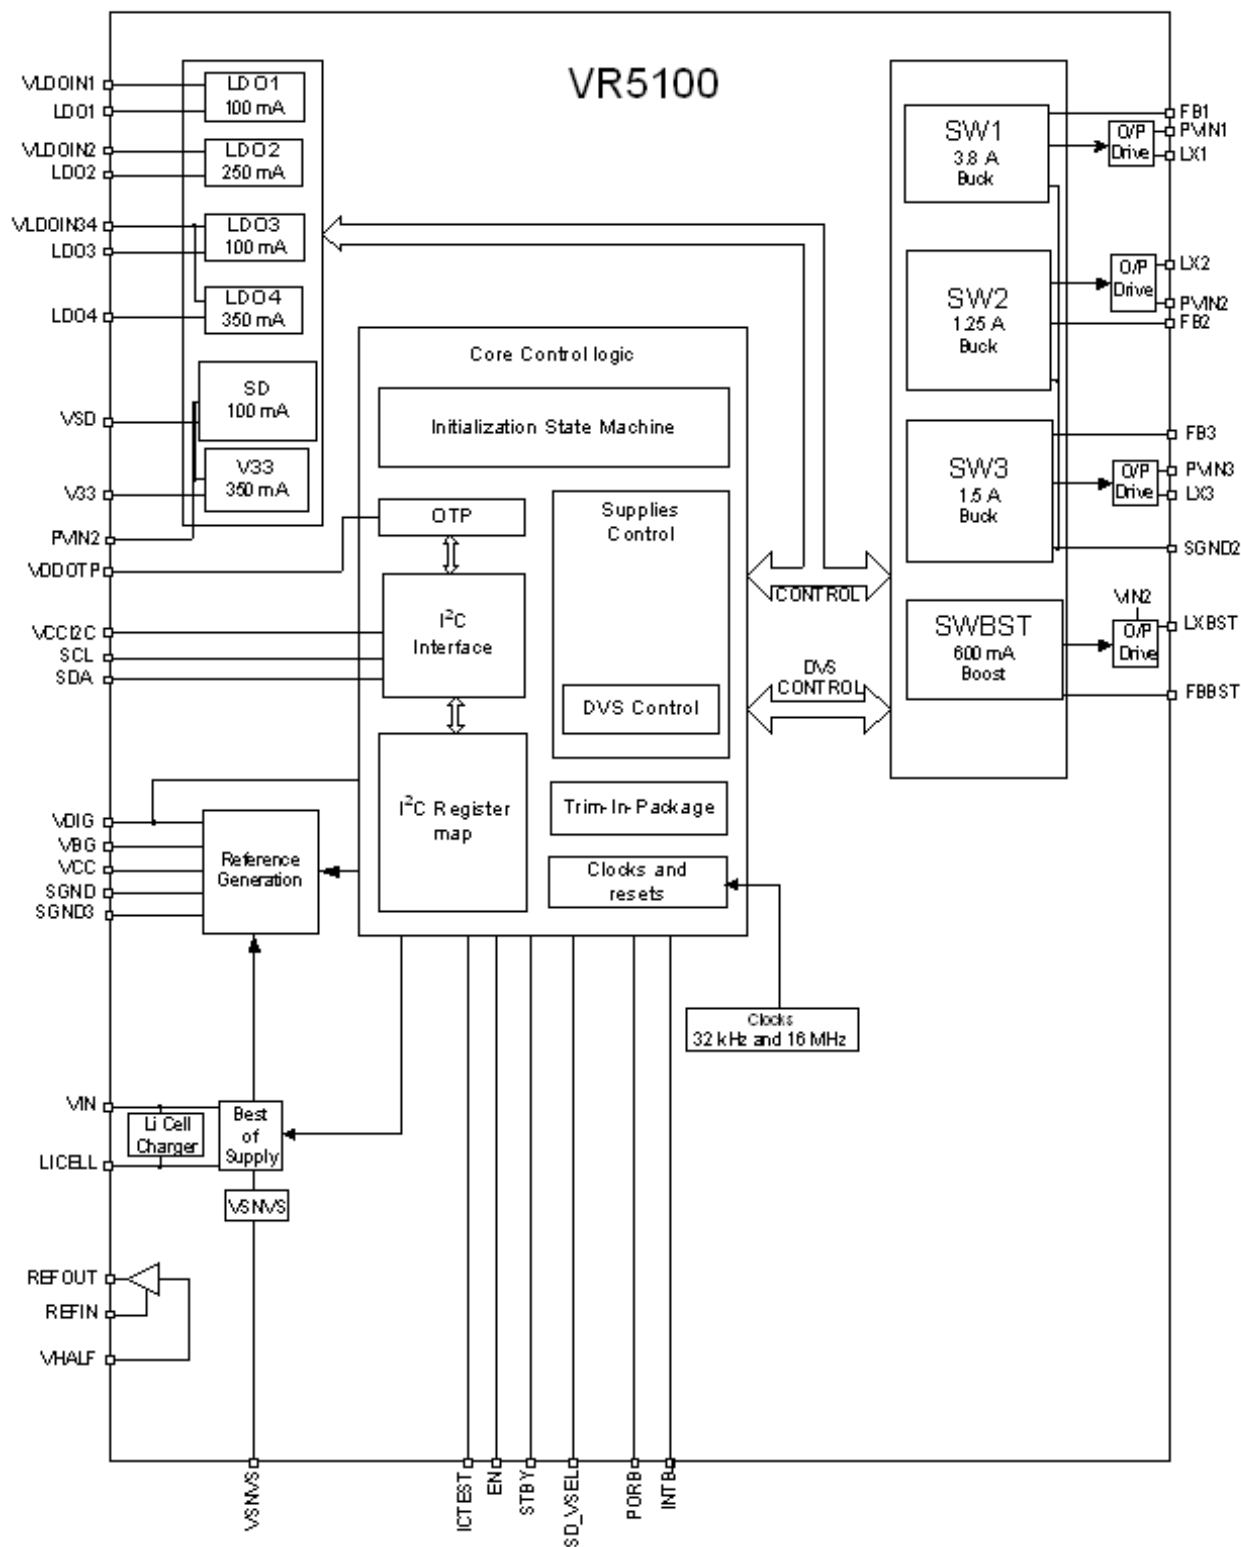 VR5100
VLDOIN1
LDO1
VLDOIN2
LDO2
VLDOIN34
LDO3
LDO4
VSD
V33
PVIN2
VDDOTP
VCCI2C
SCL
SDA
VDIG
VBG
VCC
SGND
SGND3
VIN
LICELL
REFOUT
REFIN
VHALF
LDO1
100 mA
LDO2
250 mA
LDO3
100 mA
LDO4
350 mA
SD
100 mA
V33
350 mA
Core Control logic
Initialization State Machine
OTP
I²C
Interface
I²C Register
map
Supplies
Control
DVS Control
Trim-In-Package
Clocks and
resets
Clocks
32 kHz and 16 MHz
Reference
Generation
Li Cell
Charger
Best
of
Supply
VSNVS
CONTROL
DVS
CONTROL
SW1
3.8 A
Buck
SW2
1.25 A
Buck
SW3
1.5 A
Buck
SWBST
600 mA
Boost
O/P
Drive
O/P
Drive
O/P
Drive
VIN2
O/P
Drive
FB1
PVIN1
LX1
LX2
PVIN2
FB2
FB3
PVIN3
LX3
SGND2
LXBST
FBBST
VSNVS
ICTEST
EN
STBY
SD_VSEL
PORB
INTB